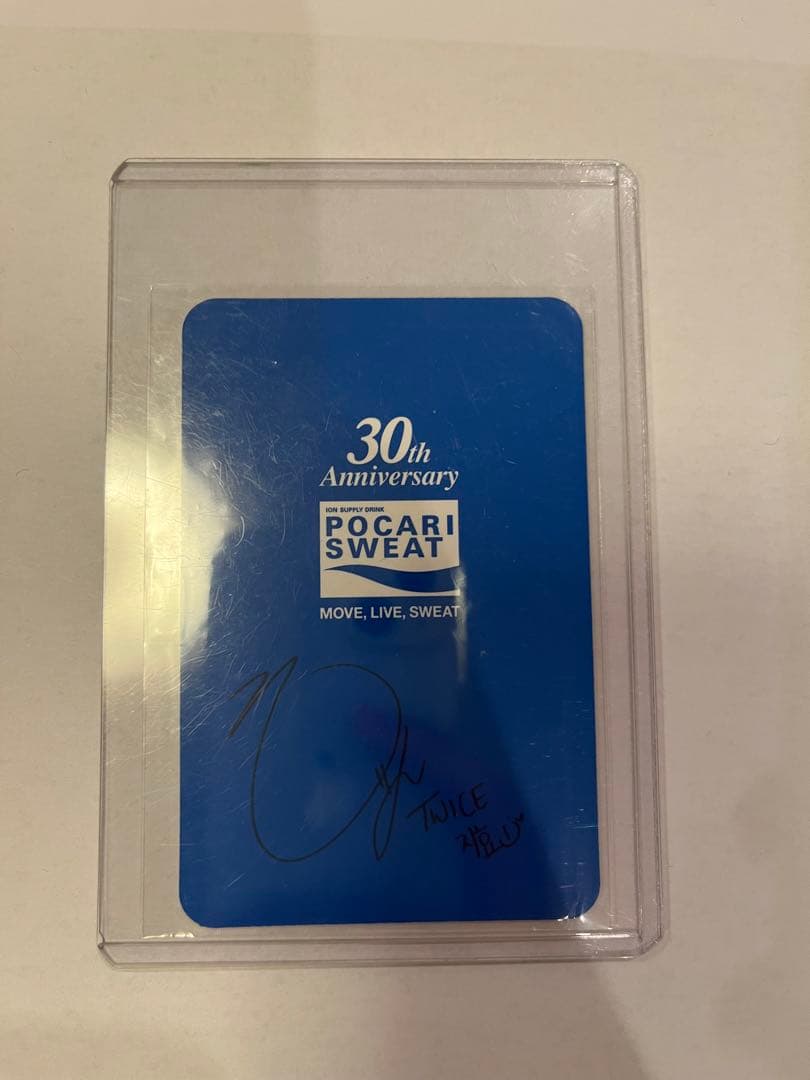 30th
Anniversary
ION SUPPLY DRINK
POCARI
SWEAT
MOVE, LIVE, SWEAT
TWICE